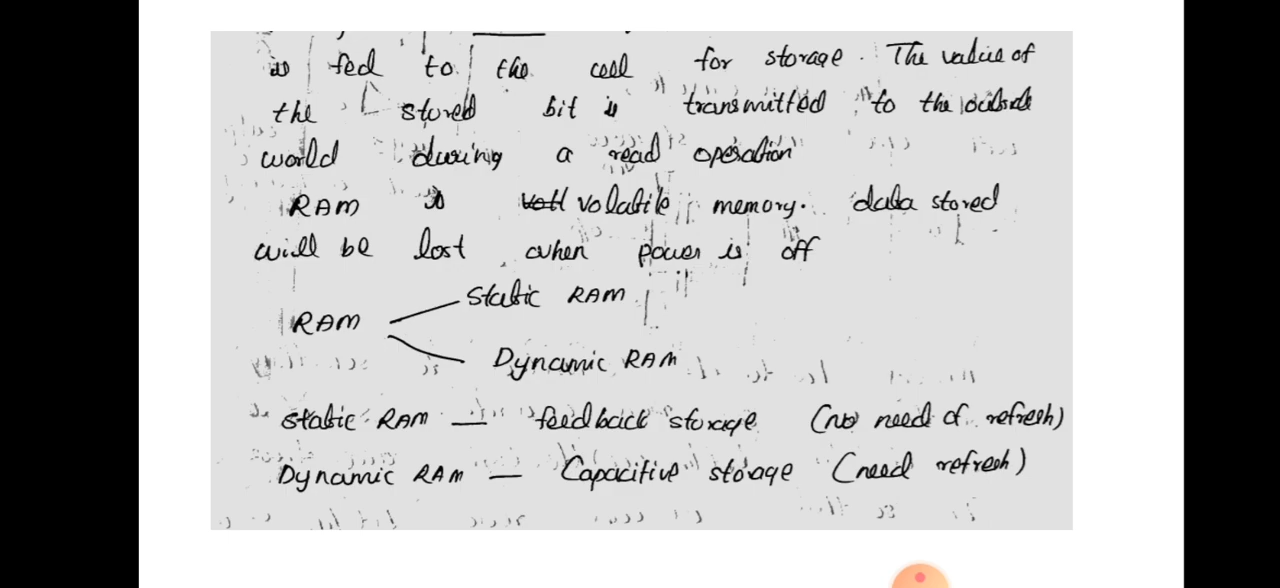 is fed to the cell for storage. The value of
the stored bit is transmitted to the outside
world during a read operation
RAM is volatile memory. data stored
will be lost when power is off
Static RAM
RAM
Dynamic RAM
Static RAM — feedback storage (no need of refresh)
Dynamic RAM — Capacitive storage (need refresh)